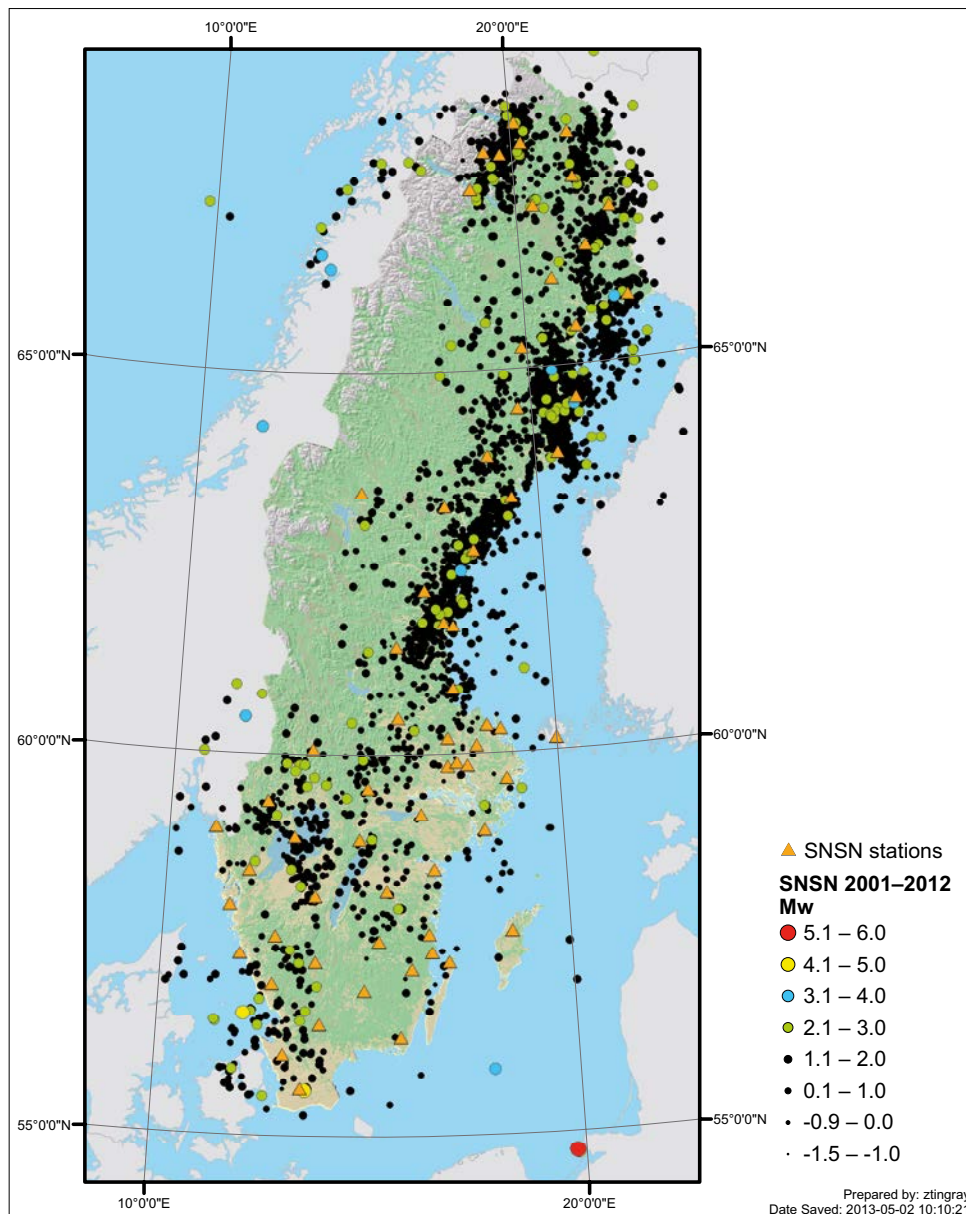 10°0'0"E
20°0'0"E
65°0'0"N
65°0'0"N
60°0'0"N
60°0'0"N
55°0'0"N
55°0'0"N
10°0'0"E
20°0'0"E
SNSN stations
SNSN 2001–2012
Mw
5.1 – 6.0
4.1 – 5.0
3.1 – 4.0
2.1 – 3.0
1.1 – 2.0
0.1 – 1.0
-0.9 – 0.0
-1.5 – -1.0
Prepared by: ztingray
Date Saved: 2013-05-02 10:10:21